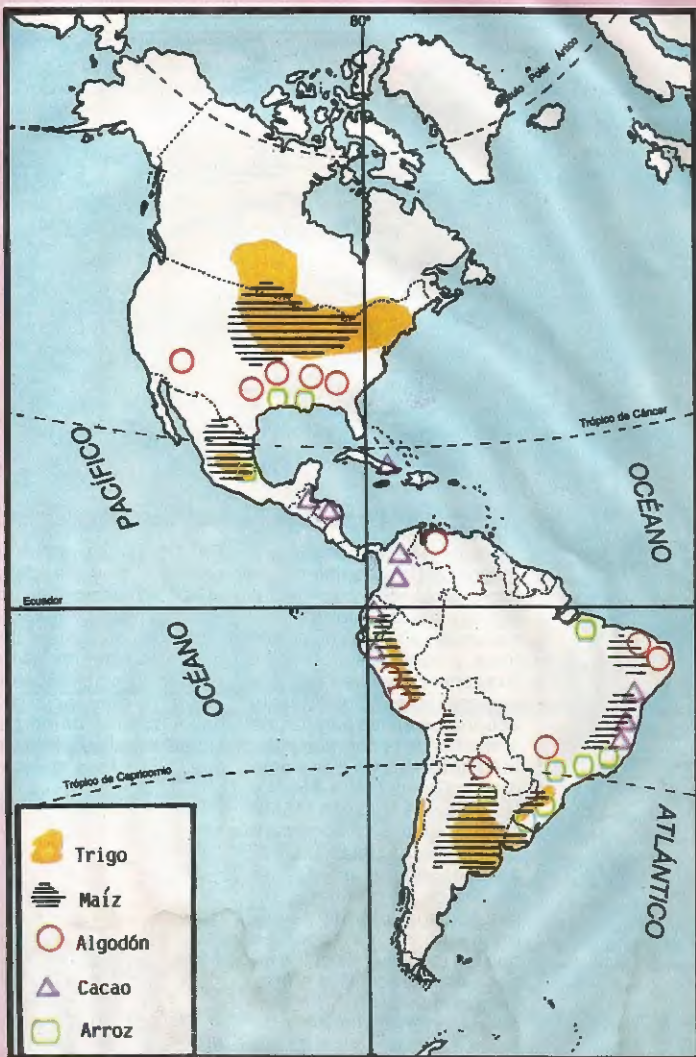 80°
Círculo Polar Ártico
Trópico de Cáncer
PACÍFICO
OCÉANO
Ecuador
OCÉANO
Trópico de Capricornio
ATLÁNTICO
Trigo
Maíz
Algodón
Cacao
Arroz